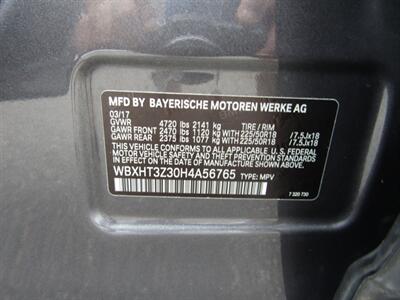 MFD BY BAYERISCHE MOTOREN WERKE AG
03/17
GVWR 4720 lbs 2141 kg TIRE / RIM
GAWR FRONT 2470 lbs 1120 kg WITH 225/50R18 / 7.5Jx18
GAWR REAR 2375 lbs 1077 kg WITH 225/50R18 / 7.5Jx18
THIS VEHICLE CONFORMS TO ALL APPLICABLE
U.S. FEDERAL MOTOR VEHICLE SAFETY,
BUMPER AND THEFT PREVENTION STANDARDS IN
EFFECT ON THE DATE OF MANUFACTURE SHOWN ABOVE.
WBXHT3Z30H4A56765 TYPE: MPV
7 320 730